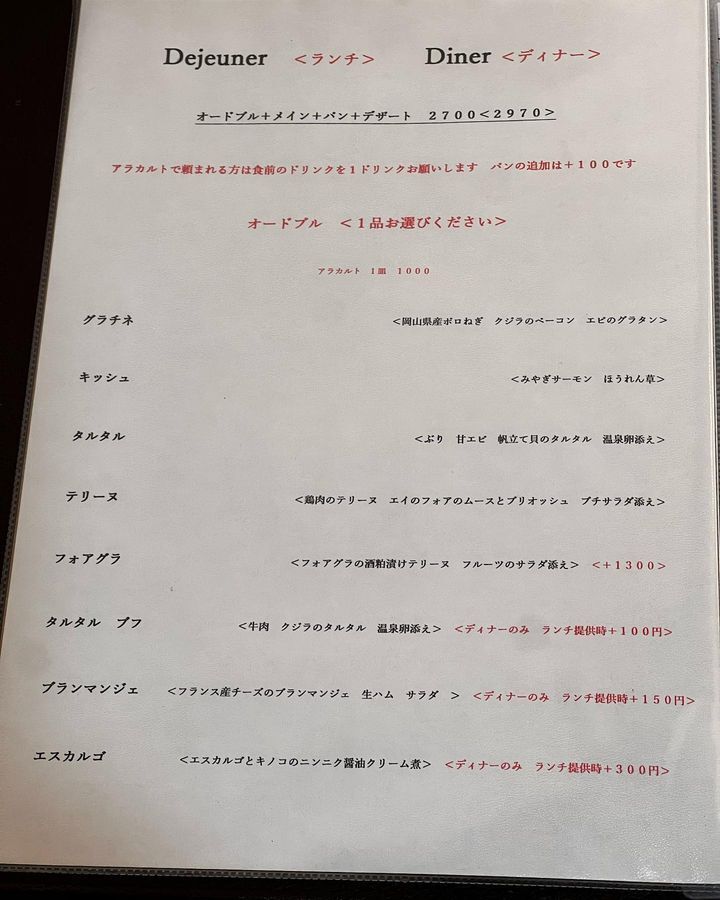 Dejeuner <ランチ> Diner <ディナー>
オードブル+メイン+パン+デザート 2700<2970>
アラカルトで頼まれる方は食前のドリンクを1ドリンクお願いします パンの追加は+100です
オードブル <1品お選びください>
アラカルト 1皿 1000
グラチネ <岡山県産ポロねぎ クジラのベーコン エビのグラタン>
キッシュ <みやぎサーモン ほうれん草>
タルタル <ぶり 甘エビ 帆立て貝のタルタル 温泉卵添え>
テリーヌ <鶏肉のテリーヌ エイのフォアのムースとブリオッシュ プチサラダ添え>
フォアグラ <フォアグラの酒粕漬けテリーヌ フルーツのサラダ添え> <+1300>
タルタル ブフ <牛肉 クジラのタルタル 温泉卵添え> <ディナーのみ ランチ提供時+100円>
ブランマンジェ <フランス産チーズのブランマンジェ 生ハム サラダ > <ディナーのみ ランチ提供時+150円>
エスカルゴ <エスカルゴとキノコのニンニク醤油クリーム煮> <ディナーのみ ランチ提供時+300円>